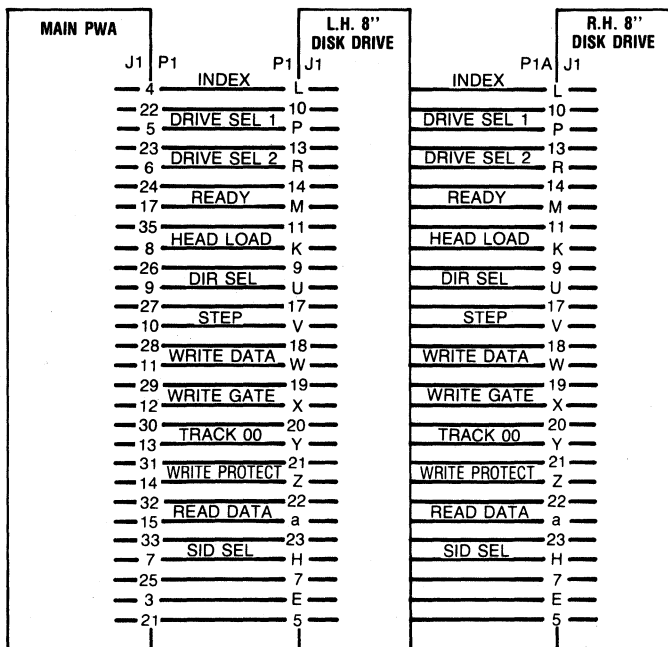 MAIN PWA L.H. 8'' R.H. 8''
DISK DRIVE DISK DRIVE
J1 P1 P1 J1 P1A J1
4 INDEX L INDEX L
22 10 10
5 DRIVE SEL 1 P DRIVE SEL 1 P
23 13 13
6 DRIVE SEL 2 R DRIVE SEL 2 R
24 14 14
17 READY M READY M
35 11 11
8 HEAD LOAD K HEAD LOAD K
26 9 9
9 DIR SEL U DIR SEL U
27 17 17
10 STEP V STEP V
28 18 18
11 WRITE DATA W WRITE DATA W
29 19 19
12 WRITE GATE X WRITE GATE X
30 20 20
13 TRACK 00 Y TRACK 00 Y
31 21 21
14 WRITE PROTECT Z WRITE PROTECT Z
32 22 22
15 READ DATA a READ DATA a
33 23 23
7 SID SEL H SID SEL H
25 7 7
3 E E
21 5 5